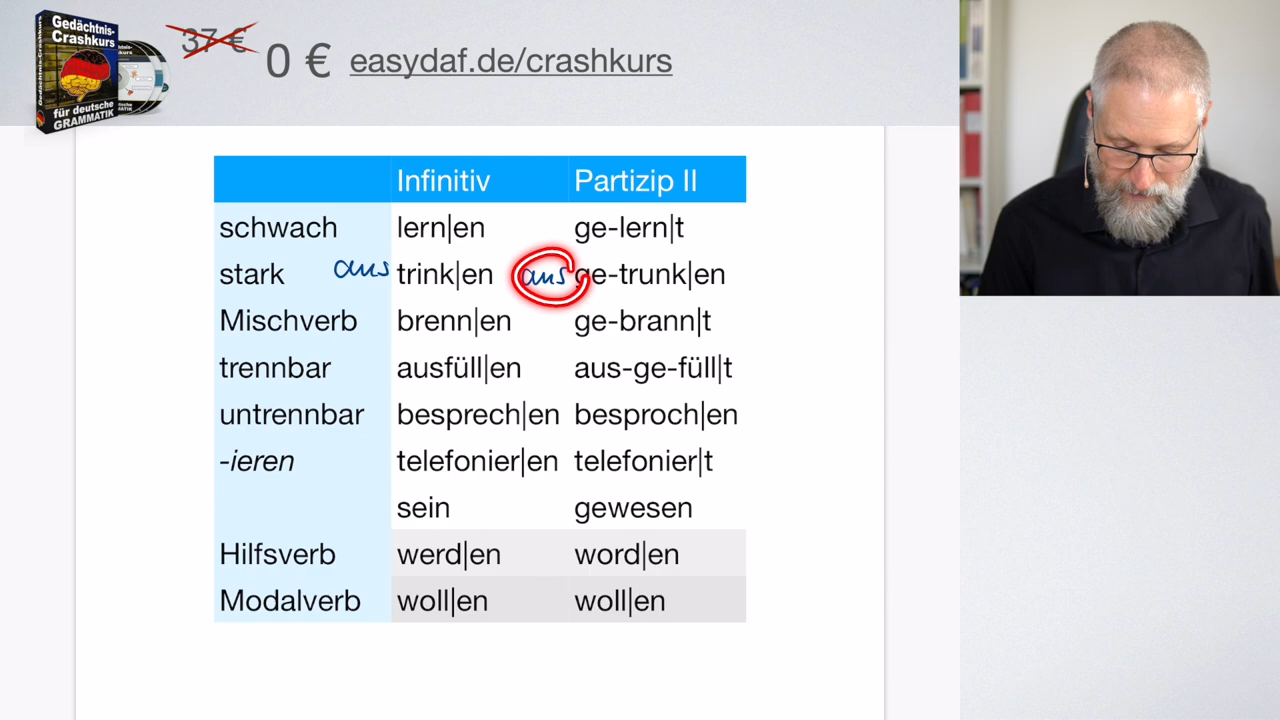 Gedächtnis-
Crashkurs
für deutsche
GRAMMATIK
37 €
0 € easydaf.de/crashkurs
Infinitiv Partizip II
schwach lern|en ge-lern|t
stark aus trink|en aus ge-trunk|en
Mischverb brenn|en ge-brann|t
trennbar ausfüll|en aus-ge-füll|t
untrennbar besprech|en besproch|en
-ieren telefonier|en telefonier|t
sein gewesen
Hilfsverb werd|en word|en
Modalverb woll|en woll|en